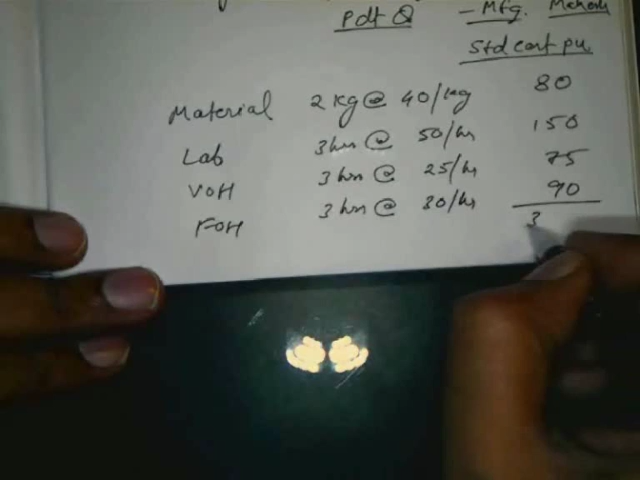 Pdt Q - Mfg.
Std cost pu
Material 2 kg @ 40/kg 80
Lab 3 hrs @ 50/hr 150
VOH 3 hrs @ 25/hr 75
FOH 3 hrs @ 30/hr 90
3